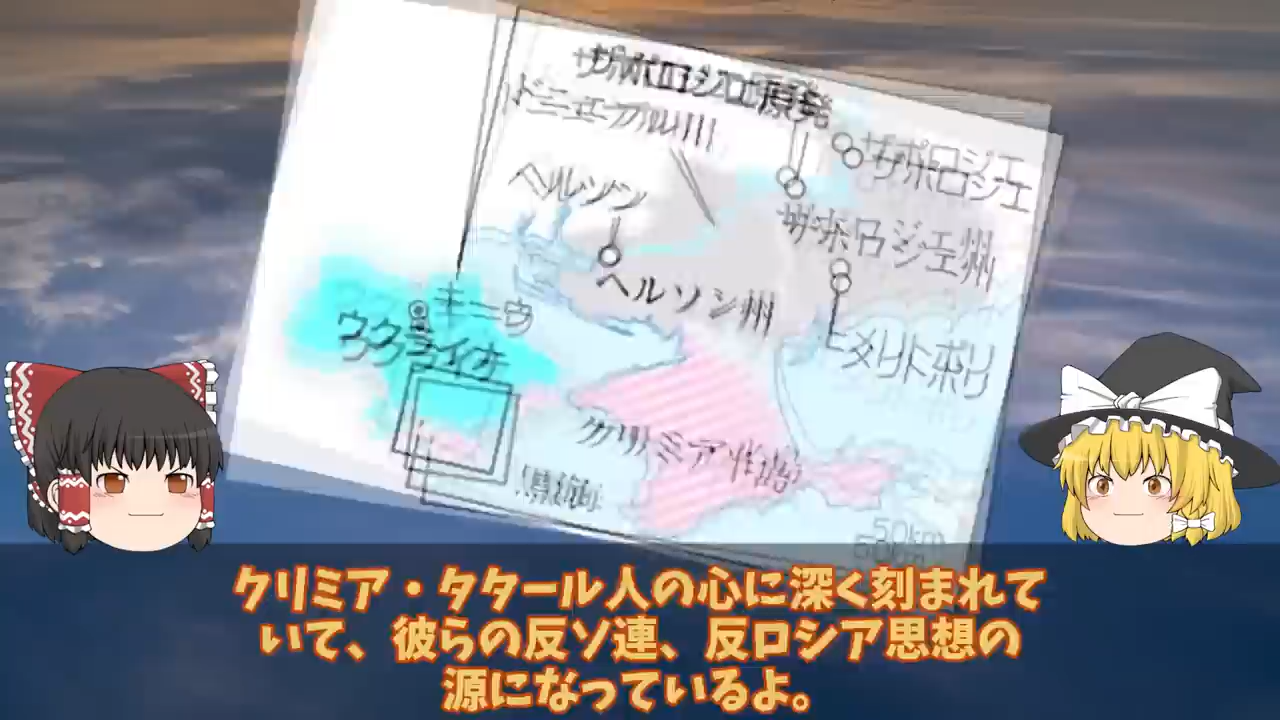 ザポロジエ原発
ドニエプル川
ザポロジエ
ヘルソン
ザポロジエ州
ヘルソン州
キーウ
ウクライナ
メリトポリ
クリミア半島
黒海
50km
クリミア・タタール人の心に深く刻まれて
いて、彼らの反ソ連、反ロシア思想の
源になっているよ。